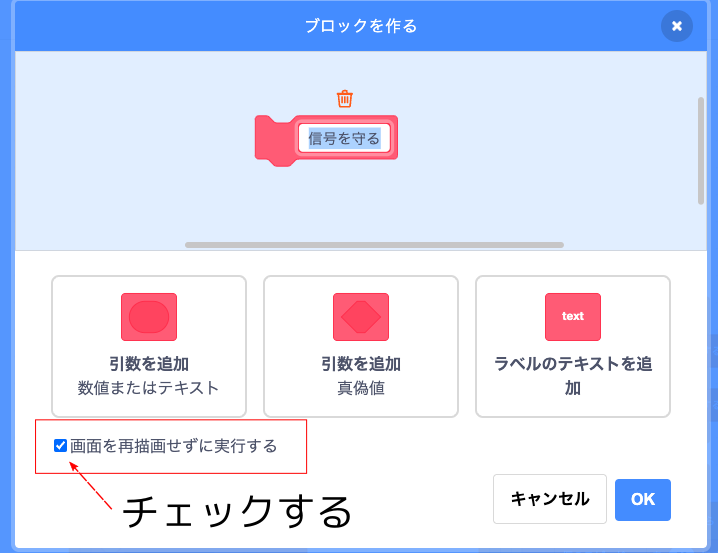 ブロックを作る
信号を守る
text
引数を追加
数値またはテキスト
引数を追加
真偽値
ラベルのテキストを追
加
画面を再描画せずに実行する
チェックする
キャンセル
OK